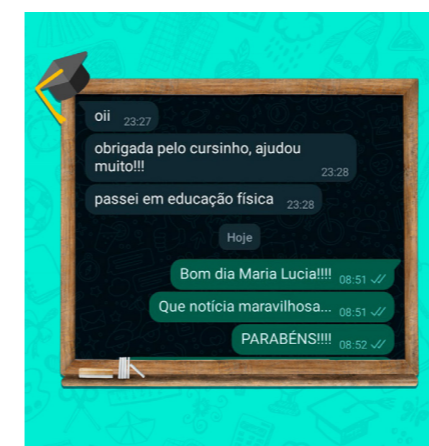 oii 23:27
obrigada pelo cursinho, ajudou
muito!!! 23:28
passei em educação física 23:28
Hoje
Bom dia Maria Lucia!!!! 08:51
Que notícia maravilhosa... 08:51
PARABÉNS!!!! 08:52